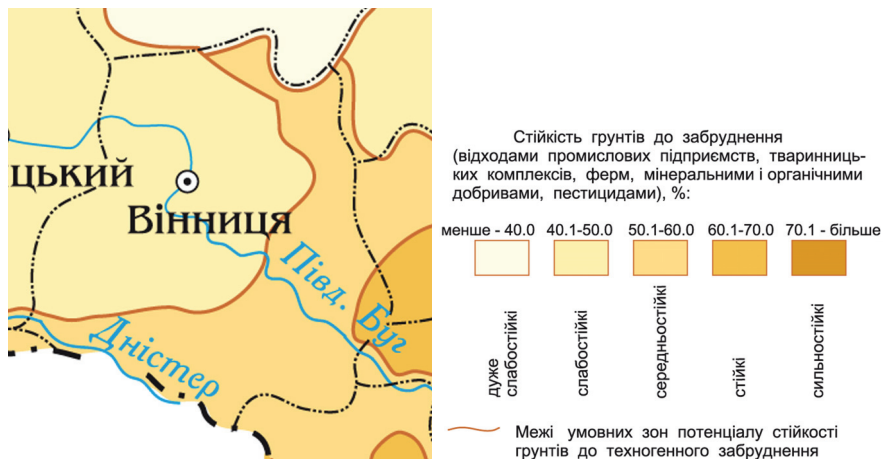 цький
Вінниця
Півд. Буг
Дністер
Стійкість грунтів до забруднення
(відходами промислових підприємств, тваринниць-
ких комплексів, ферм, мінеральними і органічними
добривами, пестицидами), %:
менше - 40.0 40.1-50.0 50.1-60.0 60.1-70.0 70.1 - більше
дуже
слабостійкі
слабостійкі
середньостійкі
стійкі
сильностійкі
Межі умовних зон потенціалу стійкості
грунтів до техногенного забруднення